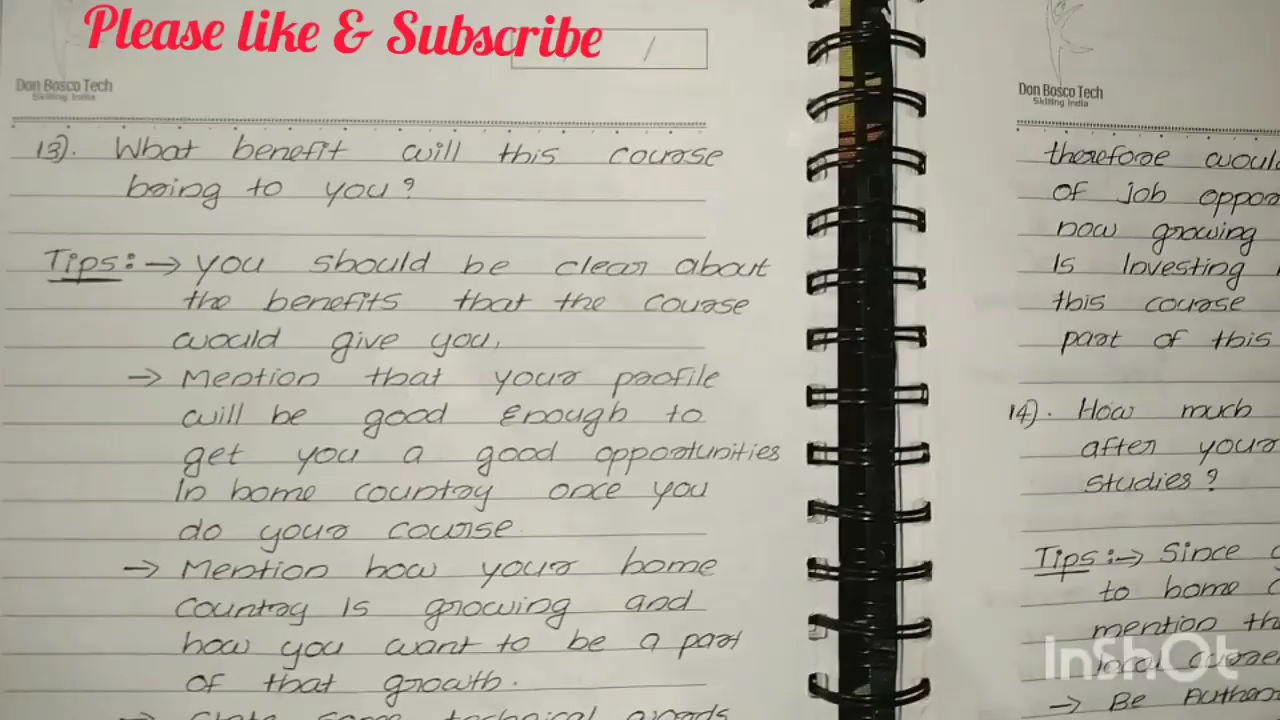 Please like & Subscribe
/ /
Don Bosco Tech
Skilling India
13). What benefit will this course
bring to you?
Tips:→ you should be clear about
the benefits that the course
would give you.
→ Mention that your profile
will be good Enough to
get you a good opportunities
In home country once you
do your course.
→ Mention how your home
country is growing and
how you want to be a part
of that growth.
→ State some technical words
Don Bosco Tech
Skilling India
therefore would
of job
now growing
Is Investing
this course
part of this
14). How much
after your
studies?
Tips:→ Since
to home
mention
local
→ Be
InShOt